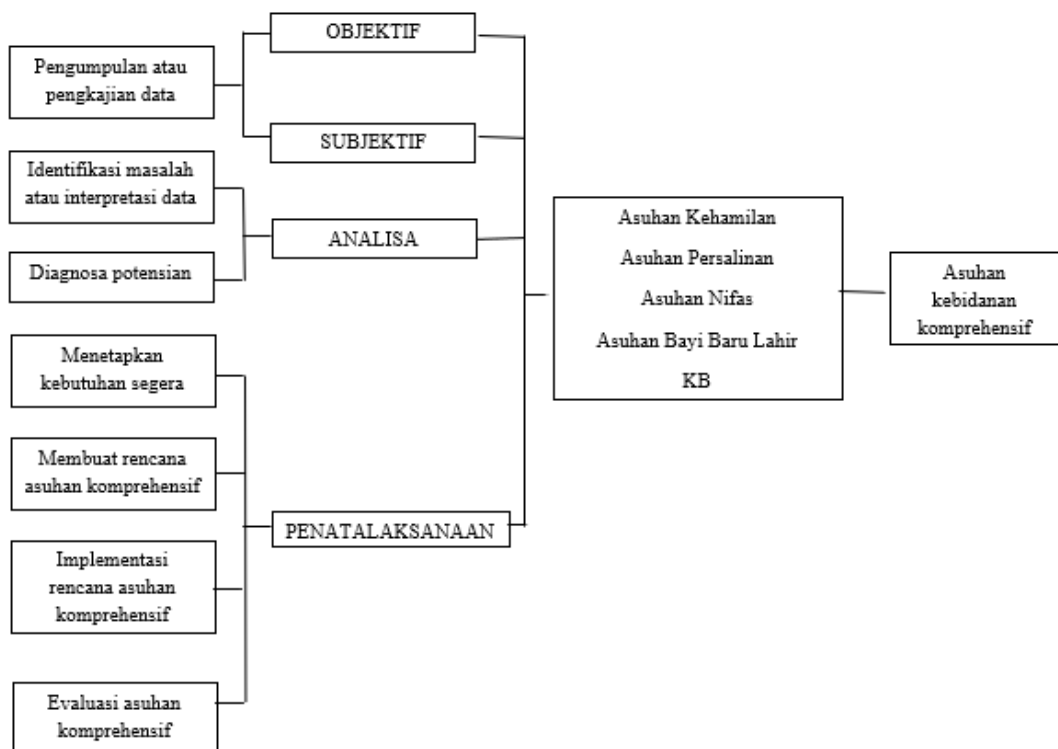 Pengumpulan atau
pengkajian data
Identifikasi masalah
atau interpretasi data
Diagnosa potensian
Menetapkan
kebutuhan segera
Membuat rencana
asuhan komprehensif
Implementasi
rencana asuhan
komprehensif
Evaluasi asuhan
komprehensif
OBJEKTIF
SUBJEKTIF
ANALISA
PENATALAKSANAAN
Asuhan Kehamilan
Asuhan Persalinan
Asuhan Nifas
Asuhan Bayi Baru Lahir
KB
Asuhan
kebidanan
komprehensif